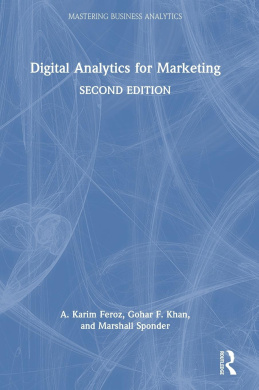 MASTERING BUSINESS ANALYTICS
Digital Analytics for Marketing
SECOND EDITION
A. Karim Feroz, Gohar F. Khan,
and Marshall Sponder
ROUTLEDGE